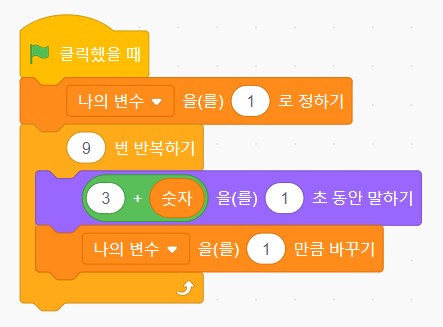 클릭했을 때
나의 변수 을(를) 1 로 정하기
9 번 반복하기
3 + 숫자 을(를) 1 초 동안 말하기
나의 변수 을(를) 1 만큼 바꾸기